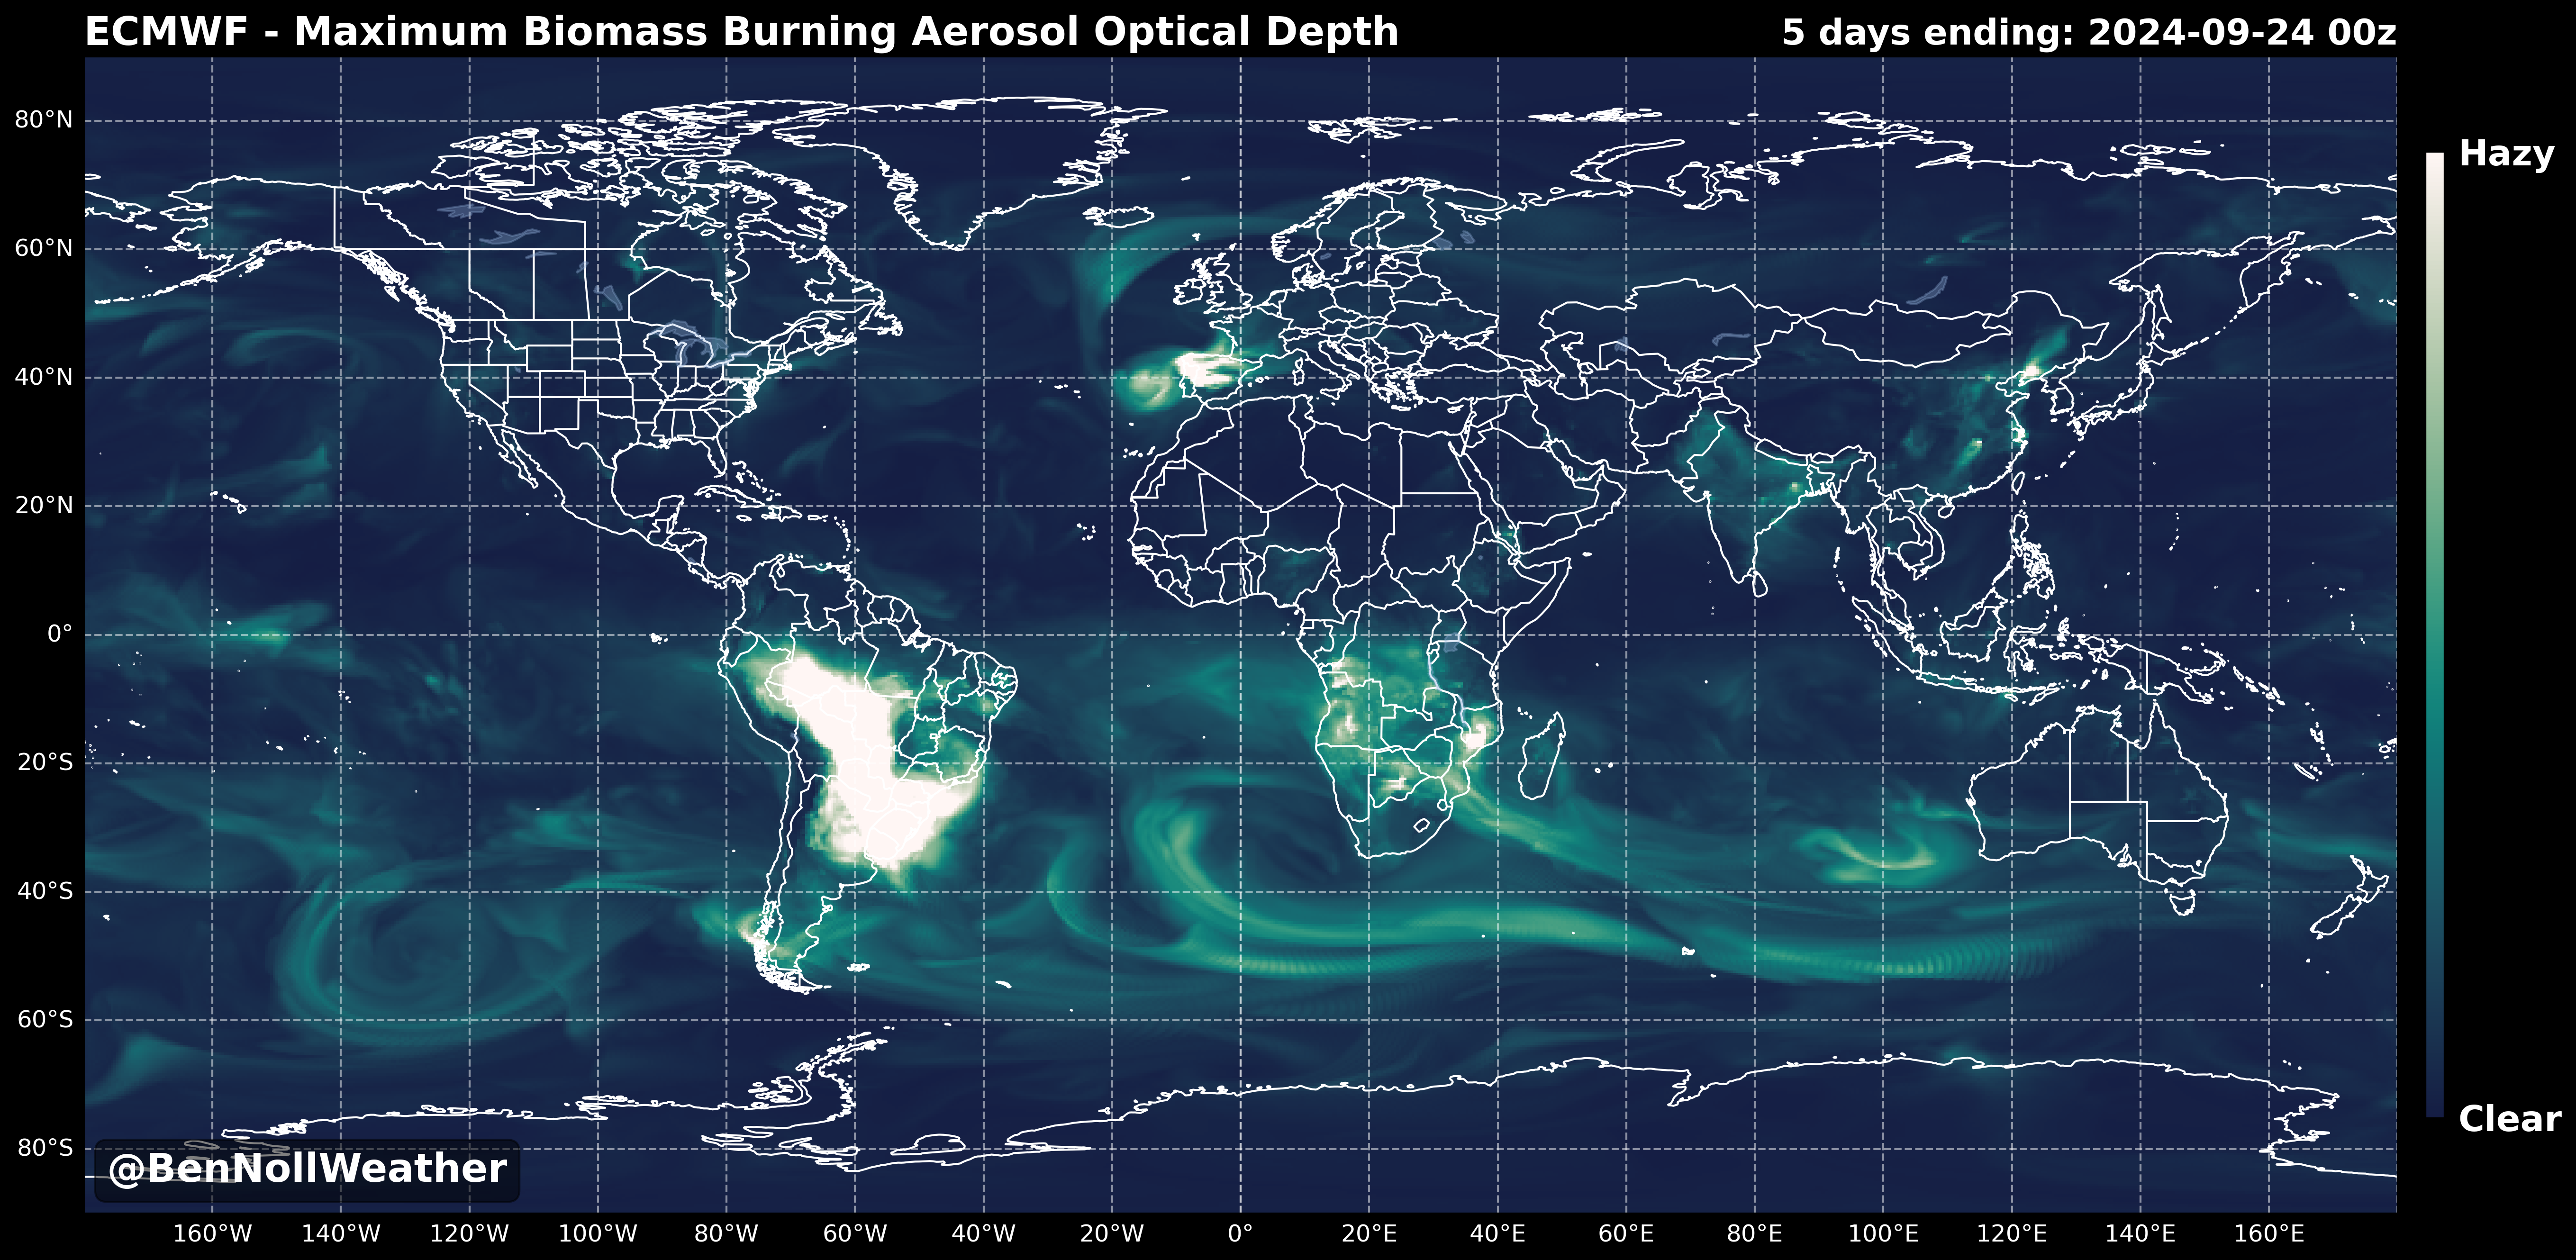 ECMWF - Maximum Biomass Burning Aerosol Optical Depth
5 days ending: 2024-09-24 00z
Hazy
80°N
60°N
40°N
20°N
0°
20°S
40°S
60°S
80°S
Clear
@BenNollWeather
160°W 140°W 120°W 100°W 80°W 60°W 40°W 20°W 0° 20°E 40°E 60°E 80°E 100°E 120°E 140°E 160°E